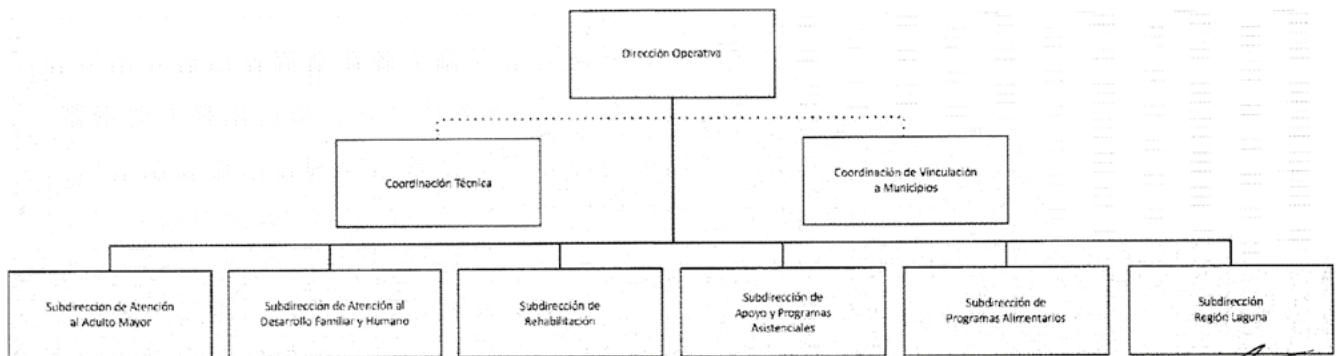 Dirección Operativa
Coordinación Técnica
Coordinación de Vinculación
a Municipios
Subdirección de Atención
al Adulto Mayor
Subdirección de Atención al
Desarrollo Familiar y Humano
Subdirección de
Rehabilitación
Subdirección de
Apoyo y Programas
Asistenciales
Subdirección de
Programas Alimentarios
Subdirección
Región Laguna